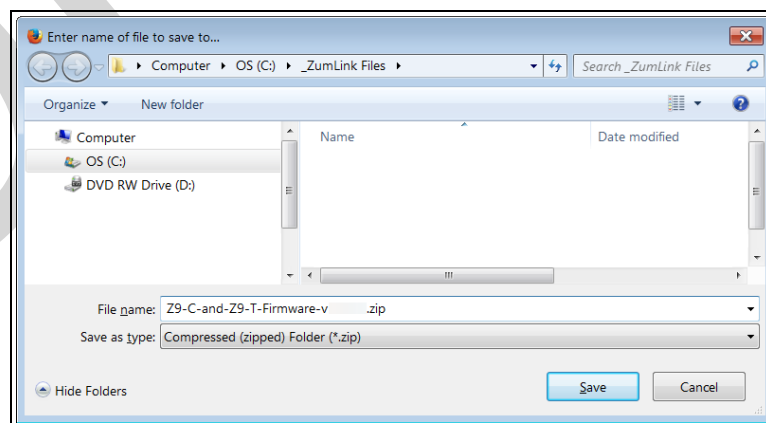 Enter name of file to save to...
Computer OS (C:) _ZumLink Files Search _ZumLink Files
Organize New folder
Name Date modified
Computer
OS (C:)
DVD RW Drive (D:)
File name: Z9-C-and-Z9-T-Firmware-v .zip
Save as type: Compressed (zipped) Folder (*.zip)
Hide Folders Save Cancel